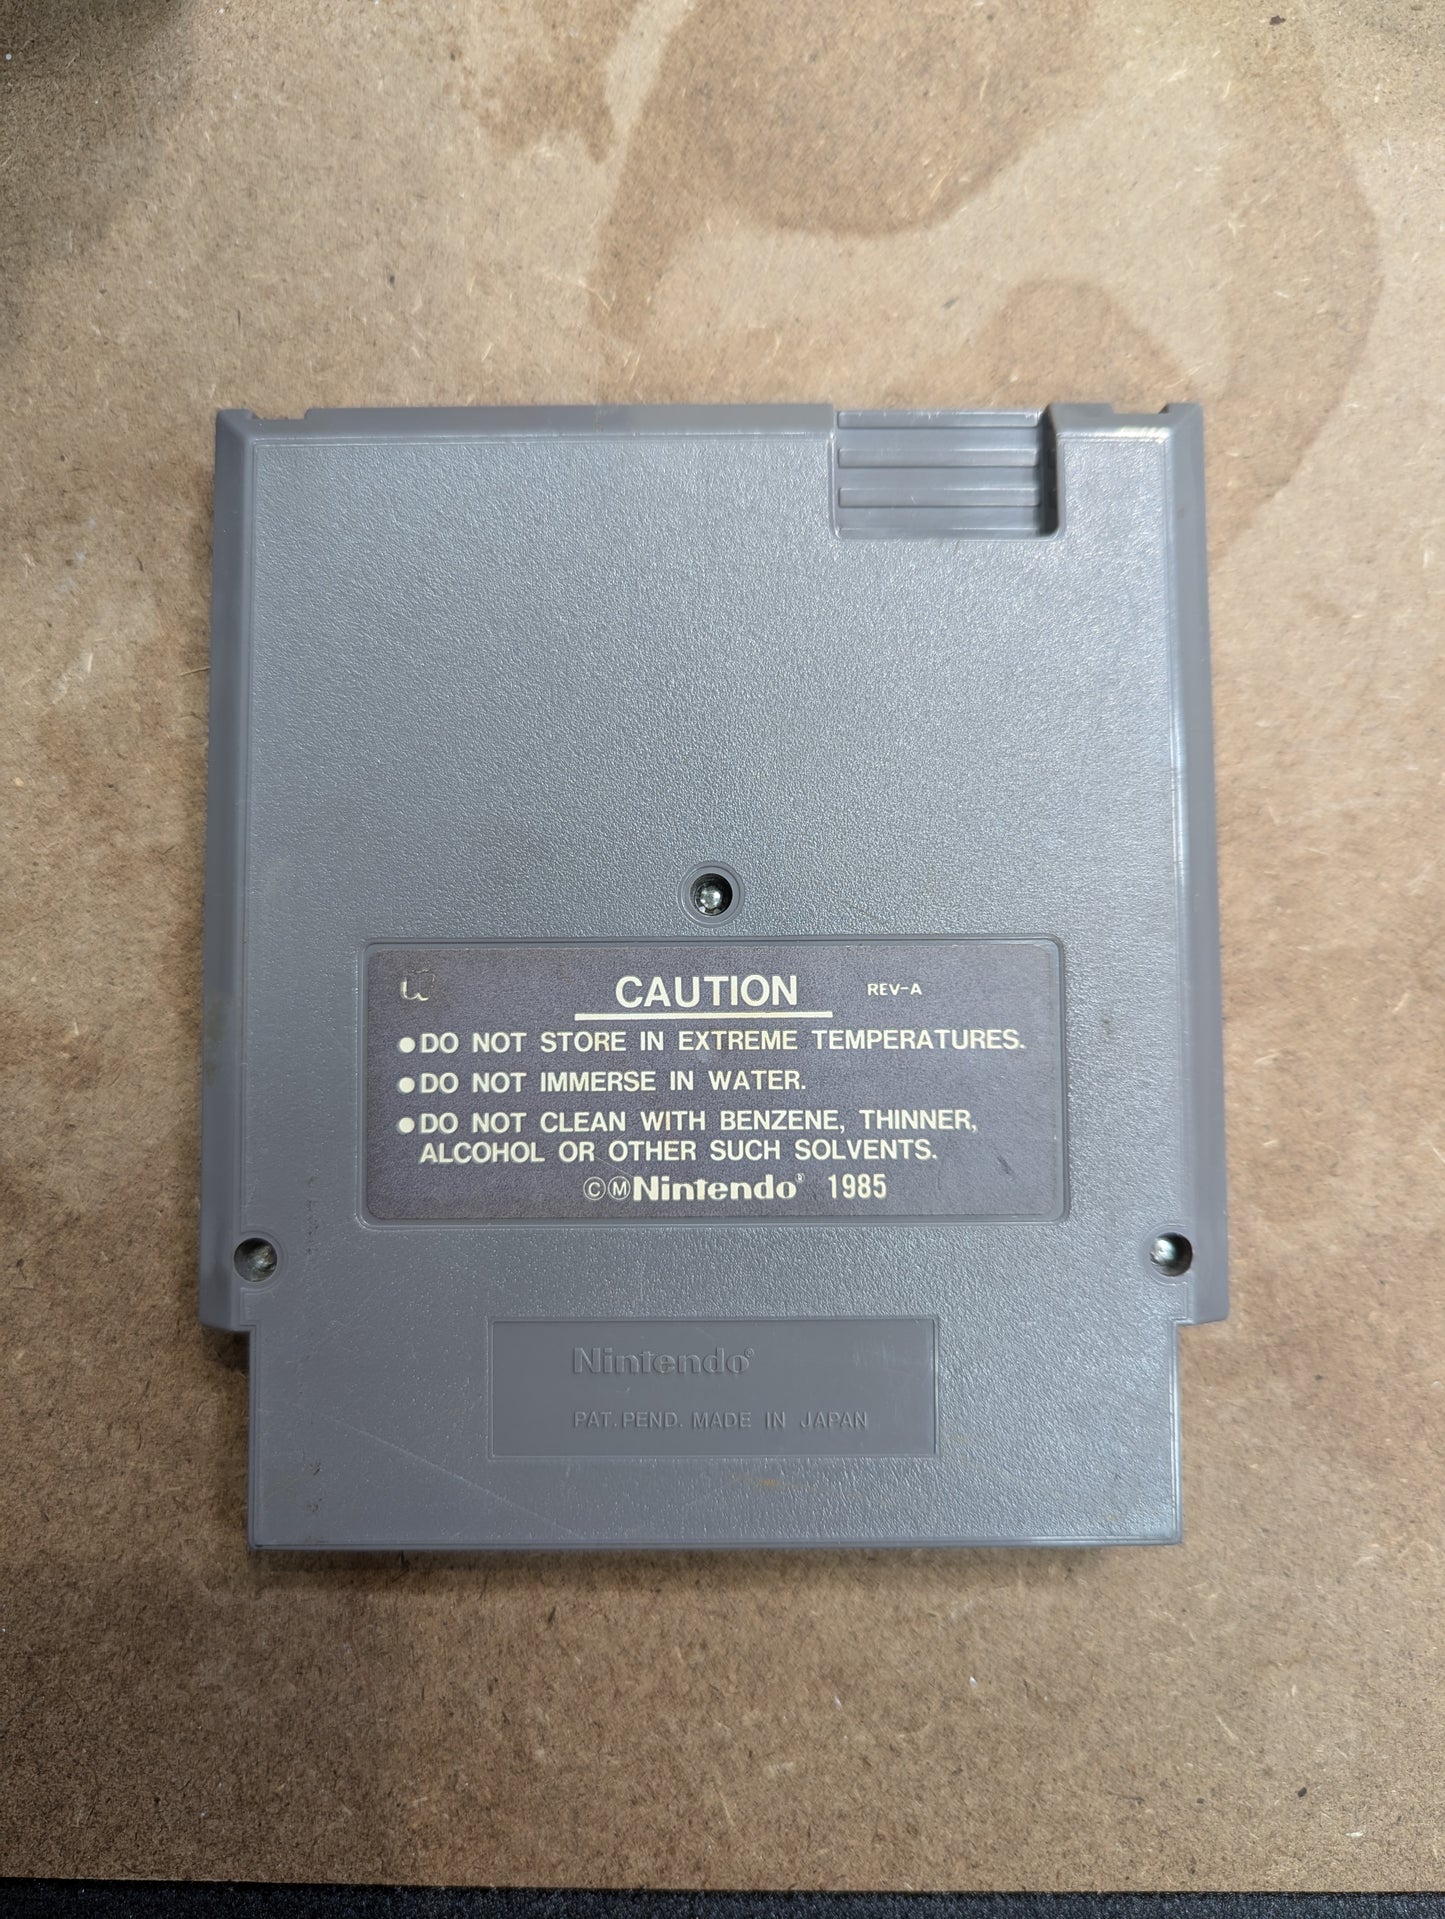 CAUTION REV-A
●DO NOT STORE IN EXTREME TEMPERATURES.
●DO NOT IMMERSE IN WATER.
●DO NOT CLEAN WITH BENZENE, THINNER,
ALCOHOL OR OTHER SUCH SOLVENTS.
ⒸⓂNintendo® 1985
Nintendo®
PAT. PEND. MADE IN JAPAN